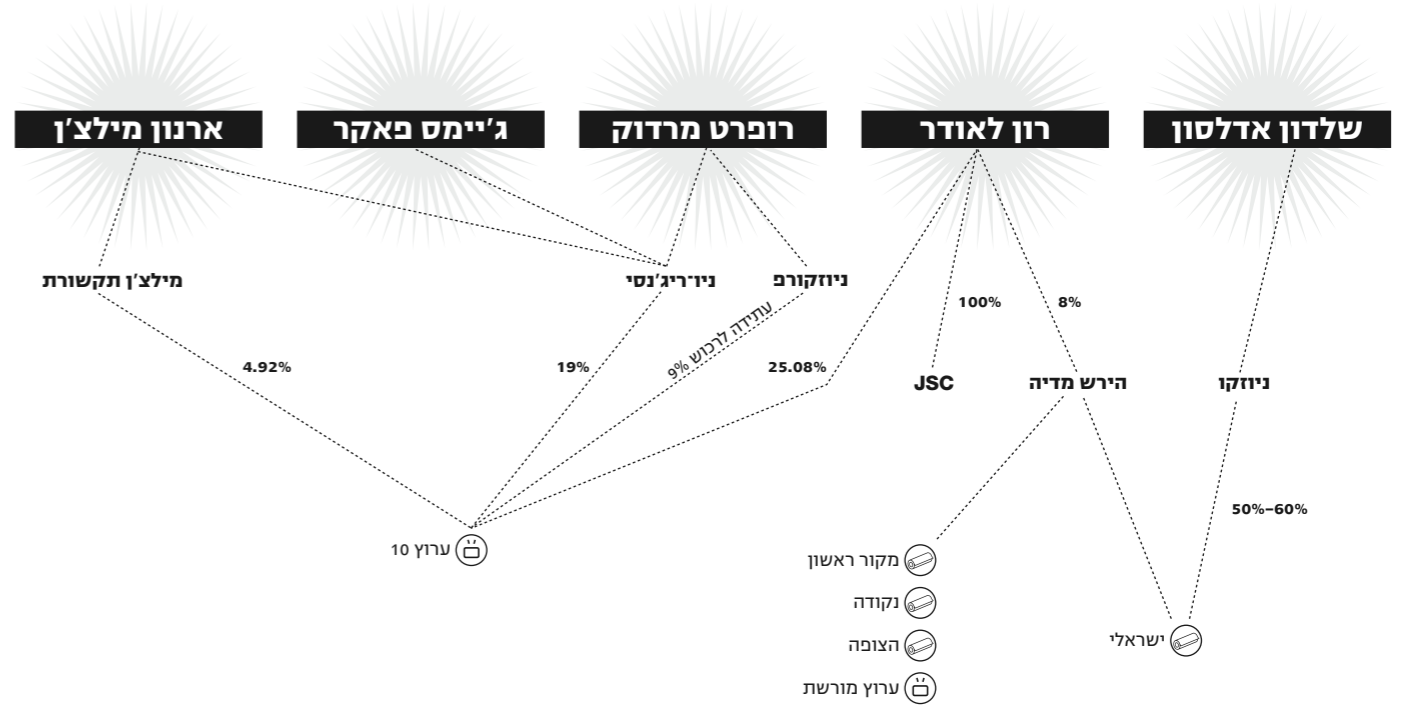 שלדון אדלסון
רון לאודר
רופרט מרדוק
ג'יימס פאקר
ארנון מילצ'ן
ניוזקורפ
ניו־ריג'נסי
מילצ'ן תקשורת
8%
100%
עתידה לרכוש 9%
25.08%
19%
4.92%
ניוזקו
הירש מדיה
JSC
50%–60%
ערוץ 10
מקור ראשון
נקודה
הצופה
ערוץ מורשת
ישראלי